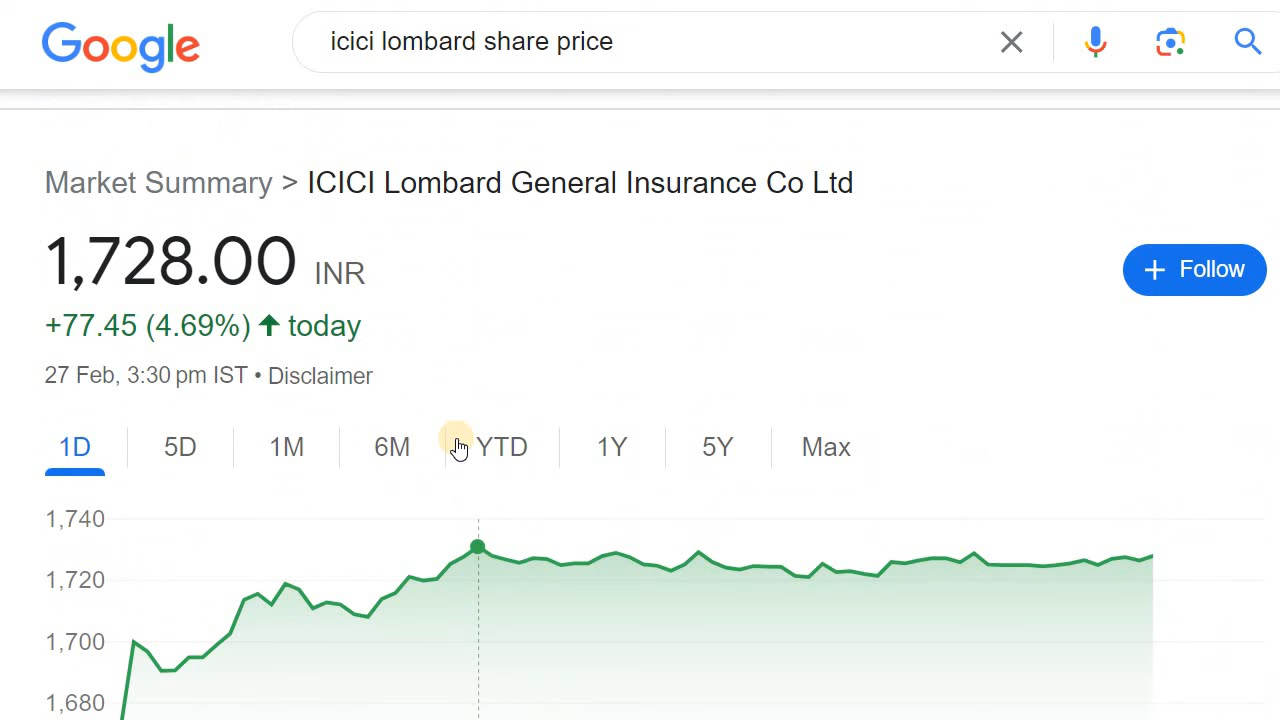 Google
icici lombard share price
Market Summary > ICICI Lombard General Insurance Co Ltd
1,728.00 INR
+ Follow
+77.45 (4.69%) ↑ today
27 Feb, 3:30 pm IST • Disclaimer
1D 5D 1M 6M YTD 1Y 5Y Max
1,740
1,720
1,700
1,680